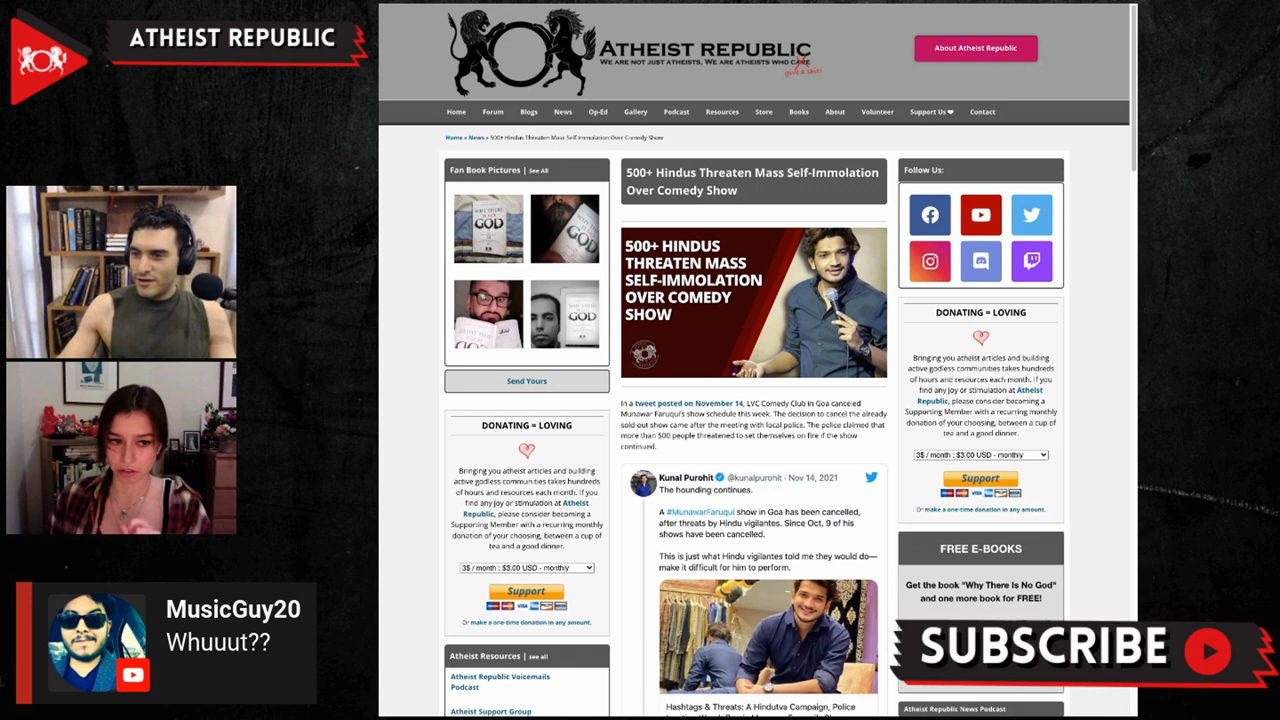 ATHEIST REPUBLIC
ATHEIST REPUBLIC
WE ARE NOT JUST ATHEISTS, WE ARE ATHEISTS WHO CARE
give a shit!
About Atheist Republic
Home Forum Blogs News Op-Ed Gallery Podcast Resources Store Books About Volunteer Support Us ❤ Contact
Home » News » 500+ Hindus Threaten Mass Self-Immolation Over Comedy Show
Fan Book Pictures | See All
Send Yours
DONATING = LOVING
Bringing you atheist articles and building
active godless communities takes hundreds
of hours and resources each month. If you
find any joy or stimulation at Atheist
Republic, please consider becoming a
Supporting Member with a recurring monthly
donation of your choosing, between a cup of
tea and a good dinner.
3$ / month : $3.00 USD - monthly
Support
Or make a one-time donation in any amount.
Atheist Resources | see all
Atheist Republic Voicemails
Podcast
Atheist Support Group
500+ Hindus Threaten Mass Self-Immolation
Over Comedy Show
500+ HINDUS
THREATEN MASS
SELF-IMMOLATION
OVER COMEDY
SHOW
In a tweet posted on November 14, LVC Comedy Club in Goa canceled
Munawar Faruqui's show schedule this week. The decision to cancel the already
sold-out show came after the meeting with local police. The police claimed that
more than 500 people threatened to set themselves on fire if the show
continued.
Kunal Purohit @kunalpurohit · Nov 14, 2021
The hounding continues.
A #MunawarFaruqui show in Goa has been cancelled,
after threats by Hindu vigilantes. Since Oct, 9 of his
shows have been cancelled.
This is just what Hindu vigilantes told me they would do—
make it difficult for him to perform.
Hashtags & Threats: A Hindutva Campaign, Police
Follow Us:
DONATING = LOVING
Bringing you atheist articles and building
active godless communities takes hundreds
of hours and resources each month. If you
find any joy or stimulation at Atheist
Republic, please consider becoming a
Supporting Member with a recurring monthly
donation of your choosing, between a cup of
tea and a good dinner.
3$ / month : $3.00 USD - monthly
Support
Or make a one-time donation in any amount.
FREE E-BOOKS
Get the book "Why There Is No God"
and one more book for FREE!
Atheist Republic News Podcast
MusicGuy20
Whuuut??
SUBSCRIBE